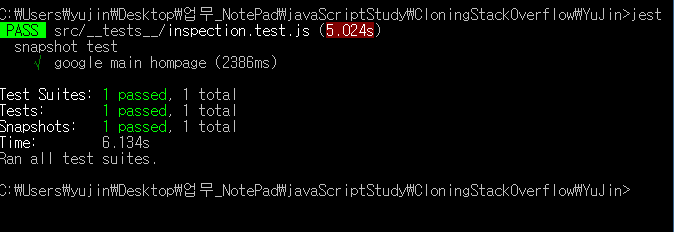 C:₩Users₩yujin₩Desktop₩업무_NotePad₩javaScriptStudy₩CloningStackOverflow₩YuJin>jest
PASS src/__tests__/inspection.test.js (5.024s)
snapshot test
√ google main hompage (2386ms)
Test Suites: 1 passed, 1 total
Tests: 1 passed, 1 total
Snapshots: 1 passed, 1 total
Time: 6.134s
Ran all test suites.
C:₩Users₩yujin₩Desktop₩업무_NotePad₩javaScriptStudy₩CloningStackOverflow₩YuJin>